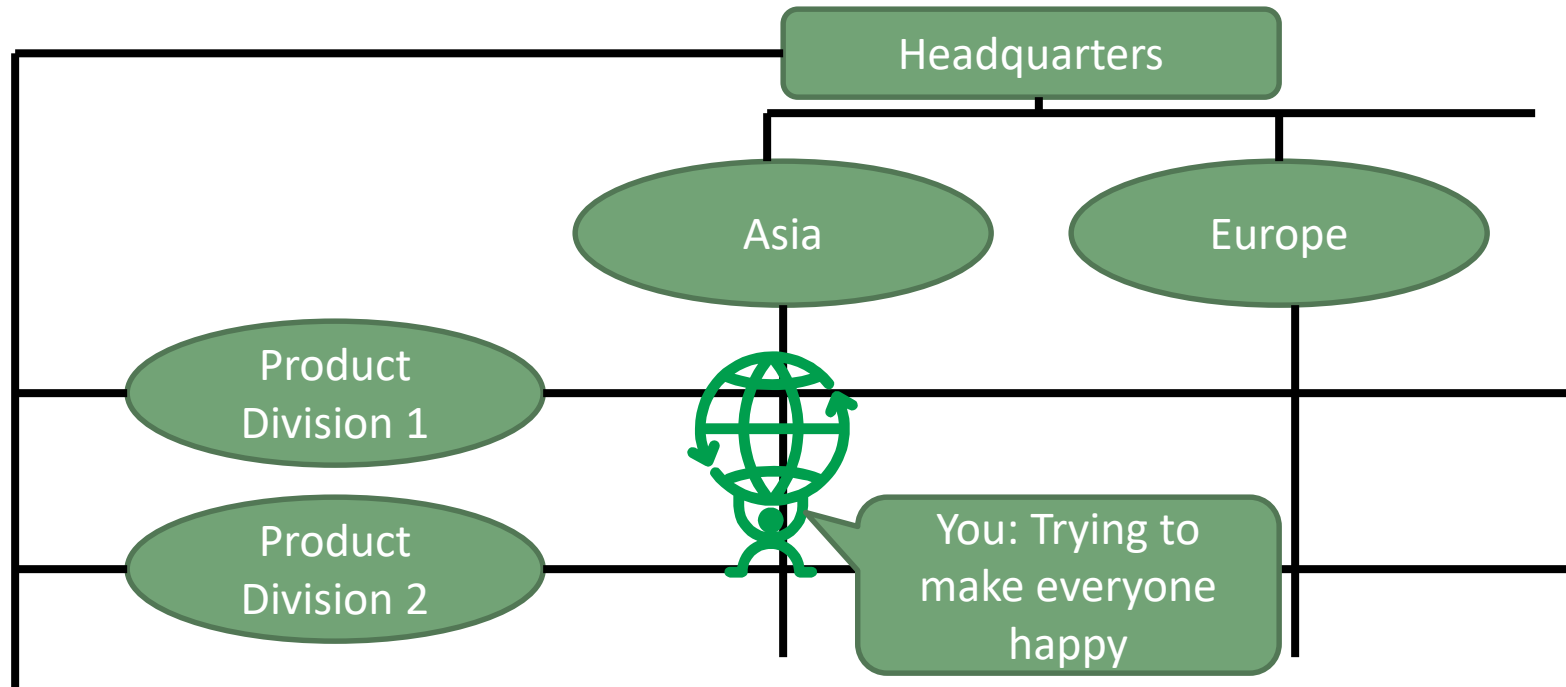 Headquarters
Asia
Europe
Product
Division 1
Product
Division 2
You: Trying to
make everyone
happy